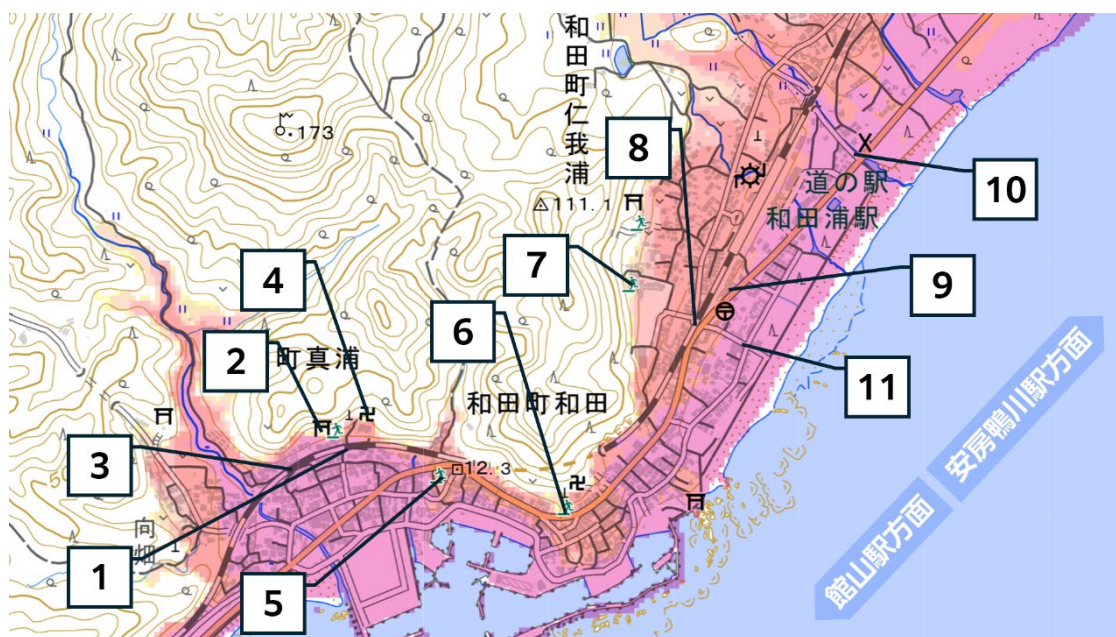 和田町仁我浦
173
111.1
8
道の駅
和田浦駅
10
4
7
9
2
町真浦
6
和田町和田
11
3
12.3
向畑
1
5
館山駅方面
安房鴨川駅方面